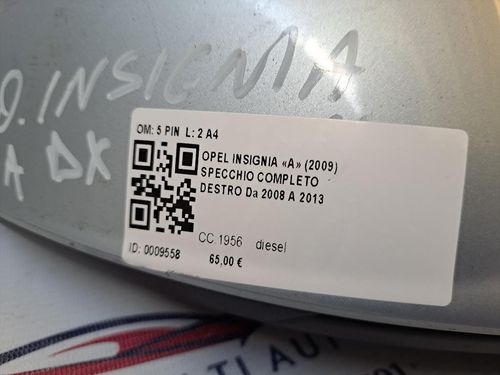 O. INSIGNIA
A DX
OM: 5 PIN L: 2 A4
OPEL INSIGNIA «A» (2009)
SPECCHIO COMPLETO
DESTRO Da 2008 A 2013
CC.1956 diesel
ID: 0009558
65,00 €